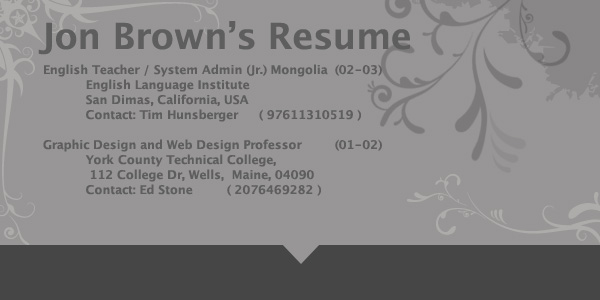 Jon Brown's Resume
English Teacher / System Admin (Jr.) Mongolia (02-03)
English Language Institute
San Dimas, California, USA
Contact: Tim Hunsberger ( 97611310519 )
Graphic Design and Web Design Professor (01-02)
York County Technical College,
112 College Dr, Wells, Maine, 04090
Contact: Ed Stone ( 2076469282 )